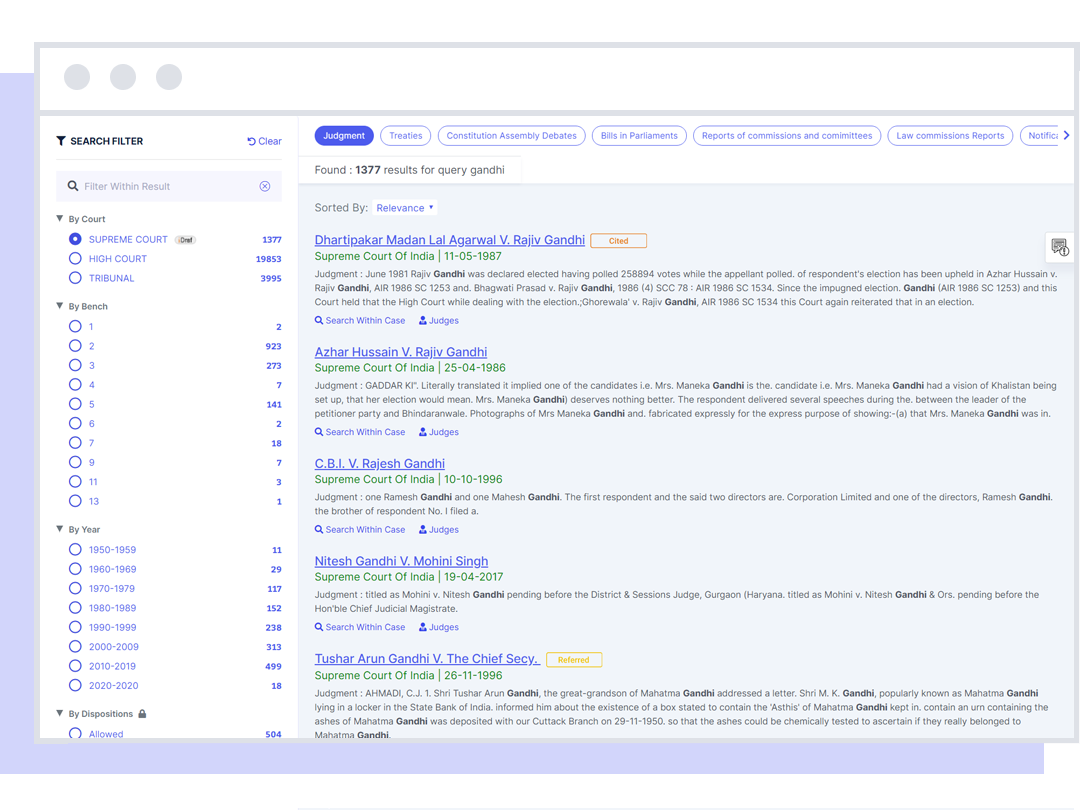 SEARCH FILTER Clear
Filter Within Result
By Court
SUPREME COURT iDraf 1377
HIGH COURT 19853
TRIBUNAL 3995
By Bench
1 2
2 923
3 273
4 7
5 141
6 2
7 18
9 7
11 3
13 1
By Year
1950-1959 11
1960-1969 29
1970-1979 117
1980-1989 152
1990-1999 238
2000-2009 313
2010-2019 499
2020-2020 18
By Dispositions
Allowed 504
Judgment Treaties Constitution Assembly Debates Bills in Parliaments Reports of commissions and comimittees Law commissions Reports Notifica
Found : 1377 results for query gandhi
Sorted By: Relevance
Dhartipakar Madan Lal Agarwal V. Rajiv Gandhi Cited
Supreme Court Of India | 11-05-1987
Judgment : June 1981 Rajiv Gandhi was declared elected having polled 258894 votes while the appellant polled. of respondent's election has been upheld in Azhar Hussain v.
Rajiv Gandhi, AIR 1986 SC 1253 and. Bhagwati Prasad v. Rajiv Gandhi, 1986 (4) SCC 78 : AIR 1986 SC 1534. Since the impugned election. Gandhi (AIR 1986 SC 1253) and this
Court held that the High Court while dealing with the election.;Ghorewala' v. Rajiv Gandhi, AIR 1986 SC 1534 this Court again reiterated that in an election.
Search Within Case Judges
Azhar Hussain V. Rajiv Gandhi
Supreme Court Of India | 25-04-1986
Judgment : GADDAR KI". Literally translated it implied one of the candidates i.e. Mrs. Maneka Gandhi is the. candidate i.e. Mrs. Maneka Gandhi had a vision of Khalistan being
set up, that her election would mean. Mrs. Maneka Gandhi) deserves nothing better. The respondent delivered several speeches during the. between the leader of the
petitioner party and Bhindaranwale. Photographs of Mrs Maneka Gandhi and. fabricated expressly for the express purpose of showing:-(a) that Mrs. Maneka Gandhi was in.
Search Within Case Judges
C.B.I. V. Rajesh Gandhi
Supreme Court Of India | 10-10-1996
Judgment : one Ramesh Gandhi and one Mahesh Gandhi. The first respondent and the said two directors are. Corporation Limited and one of the directors, Ramesh Gandhi.
the brother of respondent No. I filed a.
Search Within Case Judges
Nitesh Gandhi V. Mohini Singh
Supreme Court Of India | 19-04-2017
Judgment : titled as Mohini v. Nitesh Gandhi pending before the District & Sessions Judge, Gurgaon (Haryana. titled as Mohini v. Nitesh Gandhi & Ors. pending before the
Hon'ble Chief Judicial Magistrate.
Search Within Case Judges
Tushar Arun Gandhi V. The Chief Secy. Referred
Supreme Court Of India | 26-11-1996
Judgment : AHMADI, C.J. 1. Shri Tushar Arun Gandhi, the great-grandson of Mahatma Gandhi addressed a letter. Shri M. K. Gandhi, popularly known as Mahatma Gandhi
lying in a locker in the State Bank of India. informed him about the existence of a box stated to contain the 'Asthis' of Mahatma Gandhi kept in. contain an urn containing the
ashes of Mahatma Gandhi was deposited with our Cuttack Branch on 29-11-1950. so that the ashes could be chemically tested to ascertain if they really belonged to
Mahatma Gandhi.